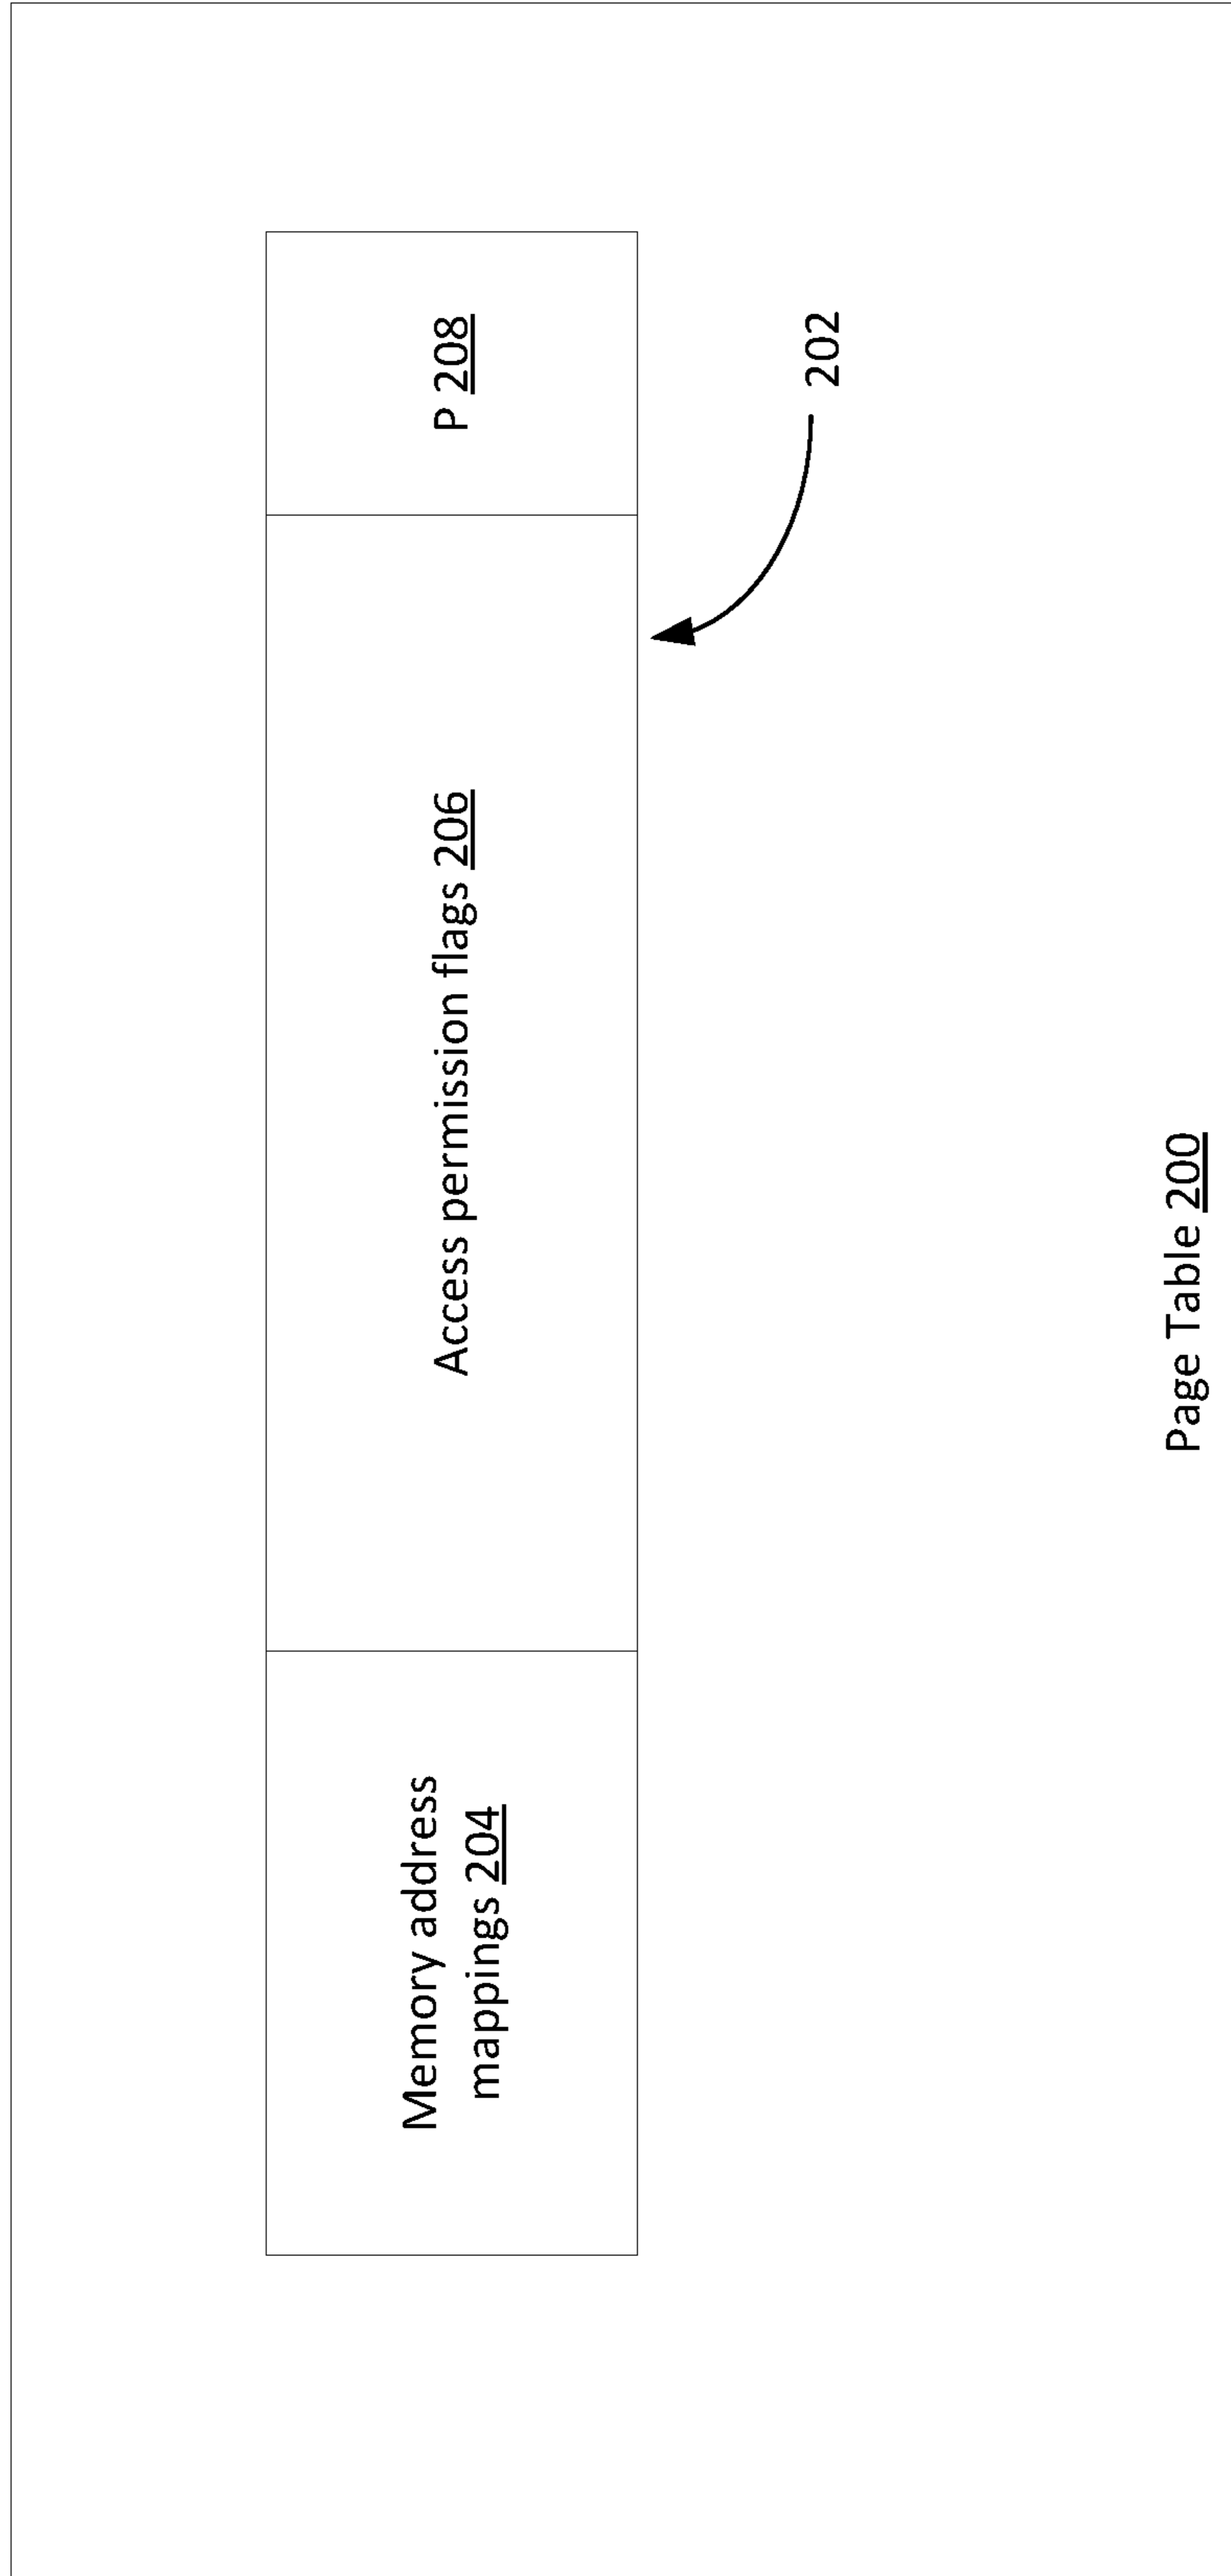 Memory address
mappings 204
Access permission flags 206
P 208
202
Page Table 200